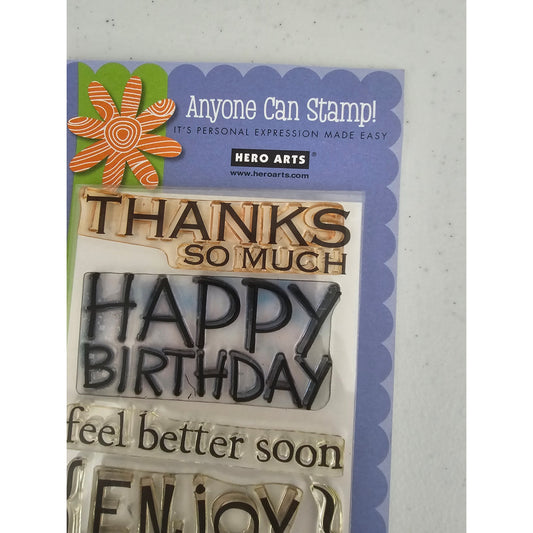 Anyone Can Stamp!
IT'S PERSONAL EXPRESSION MADE EASY
HERO ARTS®
www.heroarts.com
THANKS
SO MUCH
HAPPY
BIRTHDAY
feel better soon
ENJOY